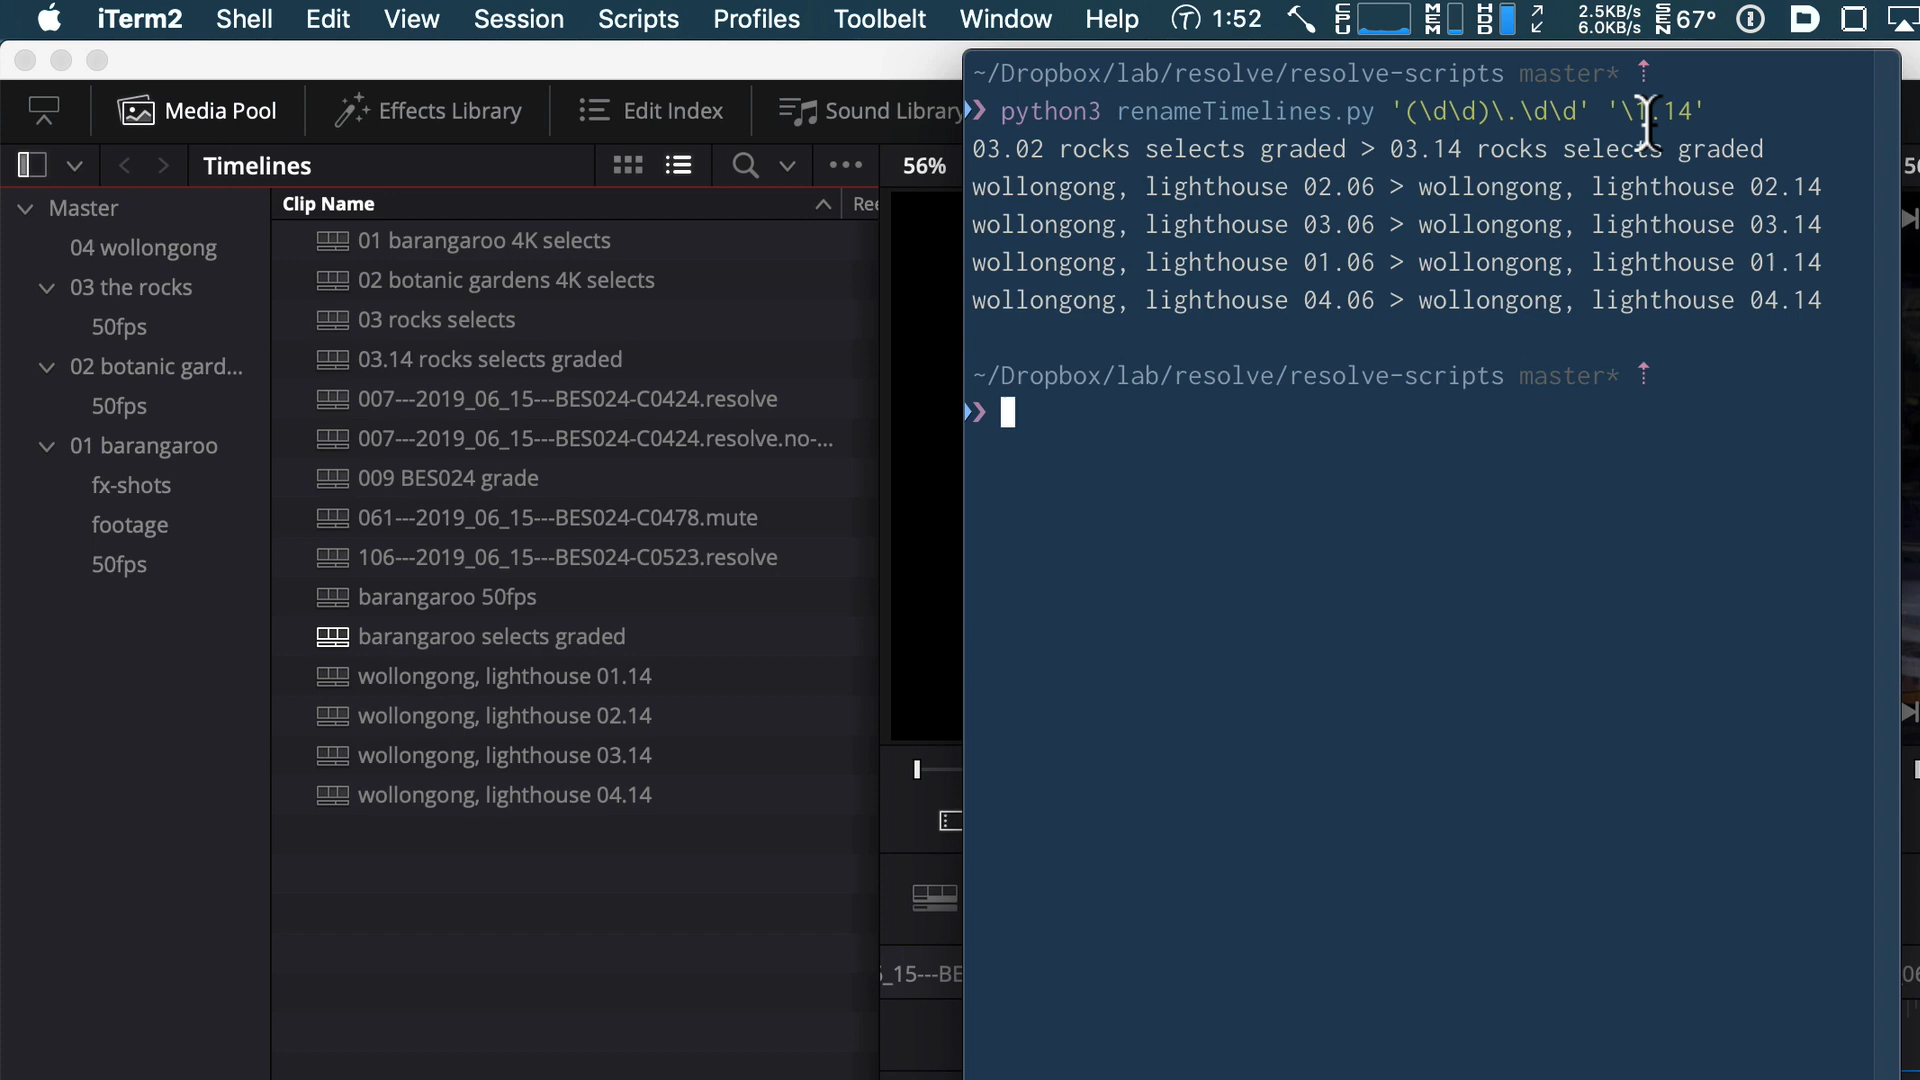 iTerm2 Shell Edit View Session Scripts Profiles Toolbelt Window Help 1:52 CPU MEM HD 2.5KB/s 6.0KB/s SEN 67°
Media Pool Effects Library Edit Index Sound Library
Timelines 56%
Master
04 wollongong
03 the rocks
50fps
02 botanic gard...
50fps
01 barangaroo
fx-shots
footage
50fps
Clip Name Ree
01 barangaroo 4K selects
02 botanic gardens 4K selects
03 rocks selects
03.14 rocks selects graded
007---2019_06_15---BES024-C0424.resolve
007---2019_06_15---BES024-C0424.resolve.no-...
009 BES024 grade
061---2019_06_15---BES024-C0478.mute
106---2019_06_15---BES024-C0523.resolve
barangaroo 50fps
barangaroo selects graded
wollongong, lighthouse 01.14
wollongong, lighthouse 02.14
wollongong, lighthouse 03.14
wollongong, lighthouse 04.14
_15---BE
~/Dropbox/lab/resolve/resolve-scripts master* ⇡
❯ python3 renameTimelines.py '(\d\d)\.\d\d' '\1.14'
03.02 rocks selects graded > 03.14 rocks selects graded
wollongong, lighthouse 02.06 > wollongong, lighthouse 02.14
wollongong, lighthouse 03.06 > wollongong, lighthouse 03.14
wollongong, lighthouse 01.06 > wollongong, lighthouse 01.14
wollongong, lighthouse 04.06 > wollongong, lighthouse 04.14
~/Dropbox/lab/resolve/resolve-scripts master* ⇡
❯